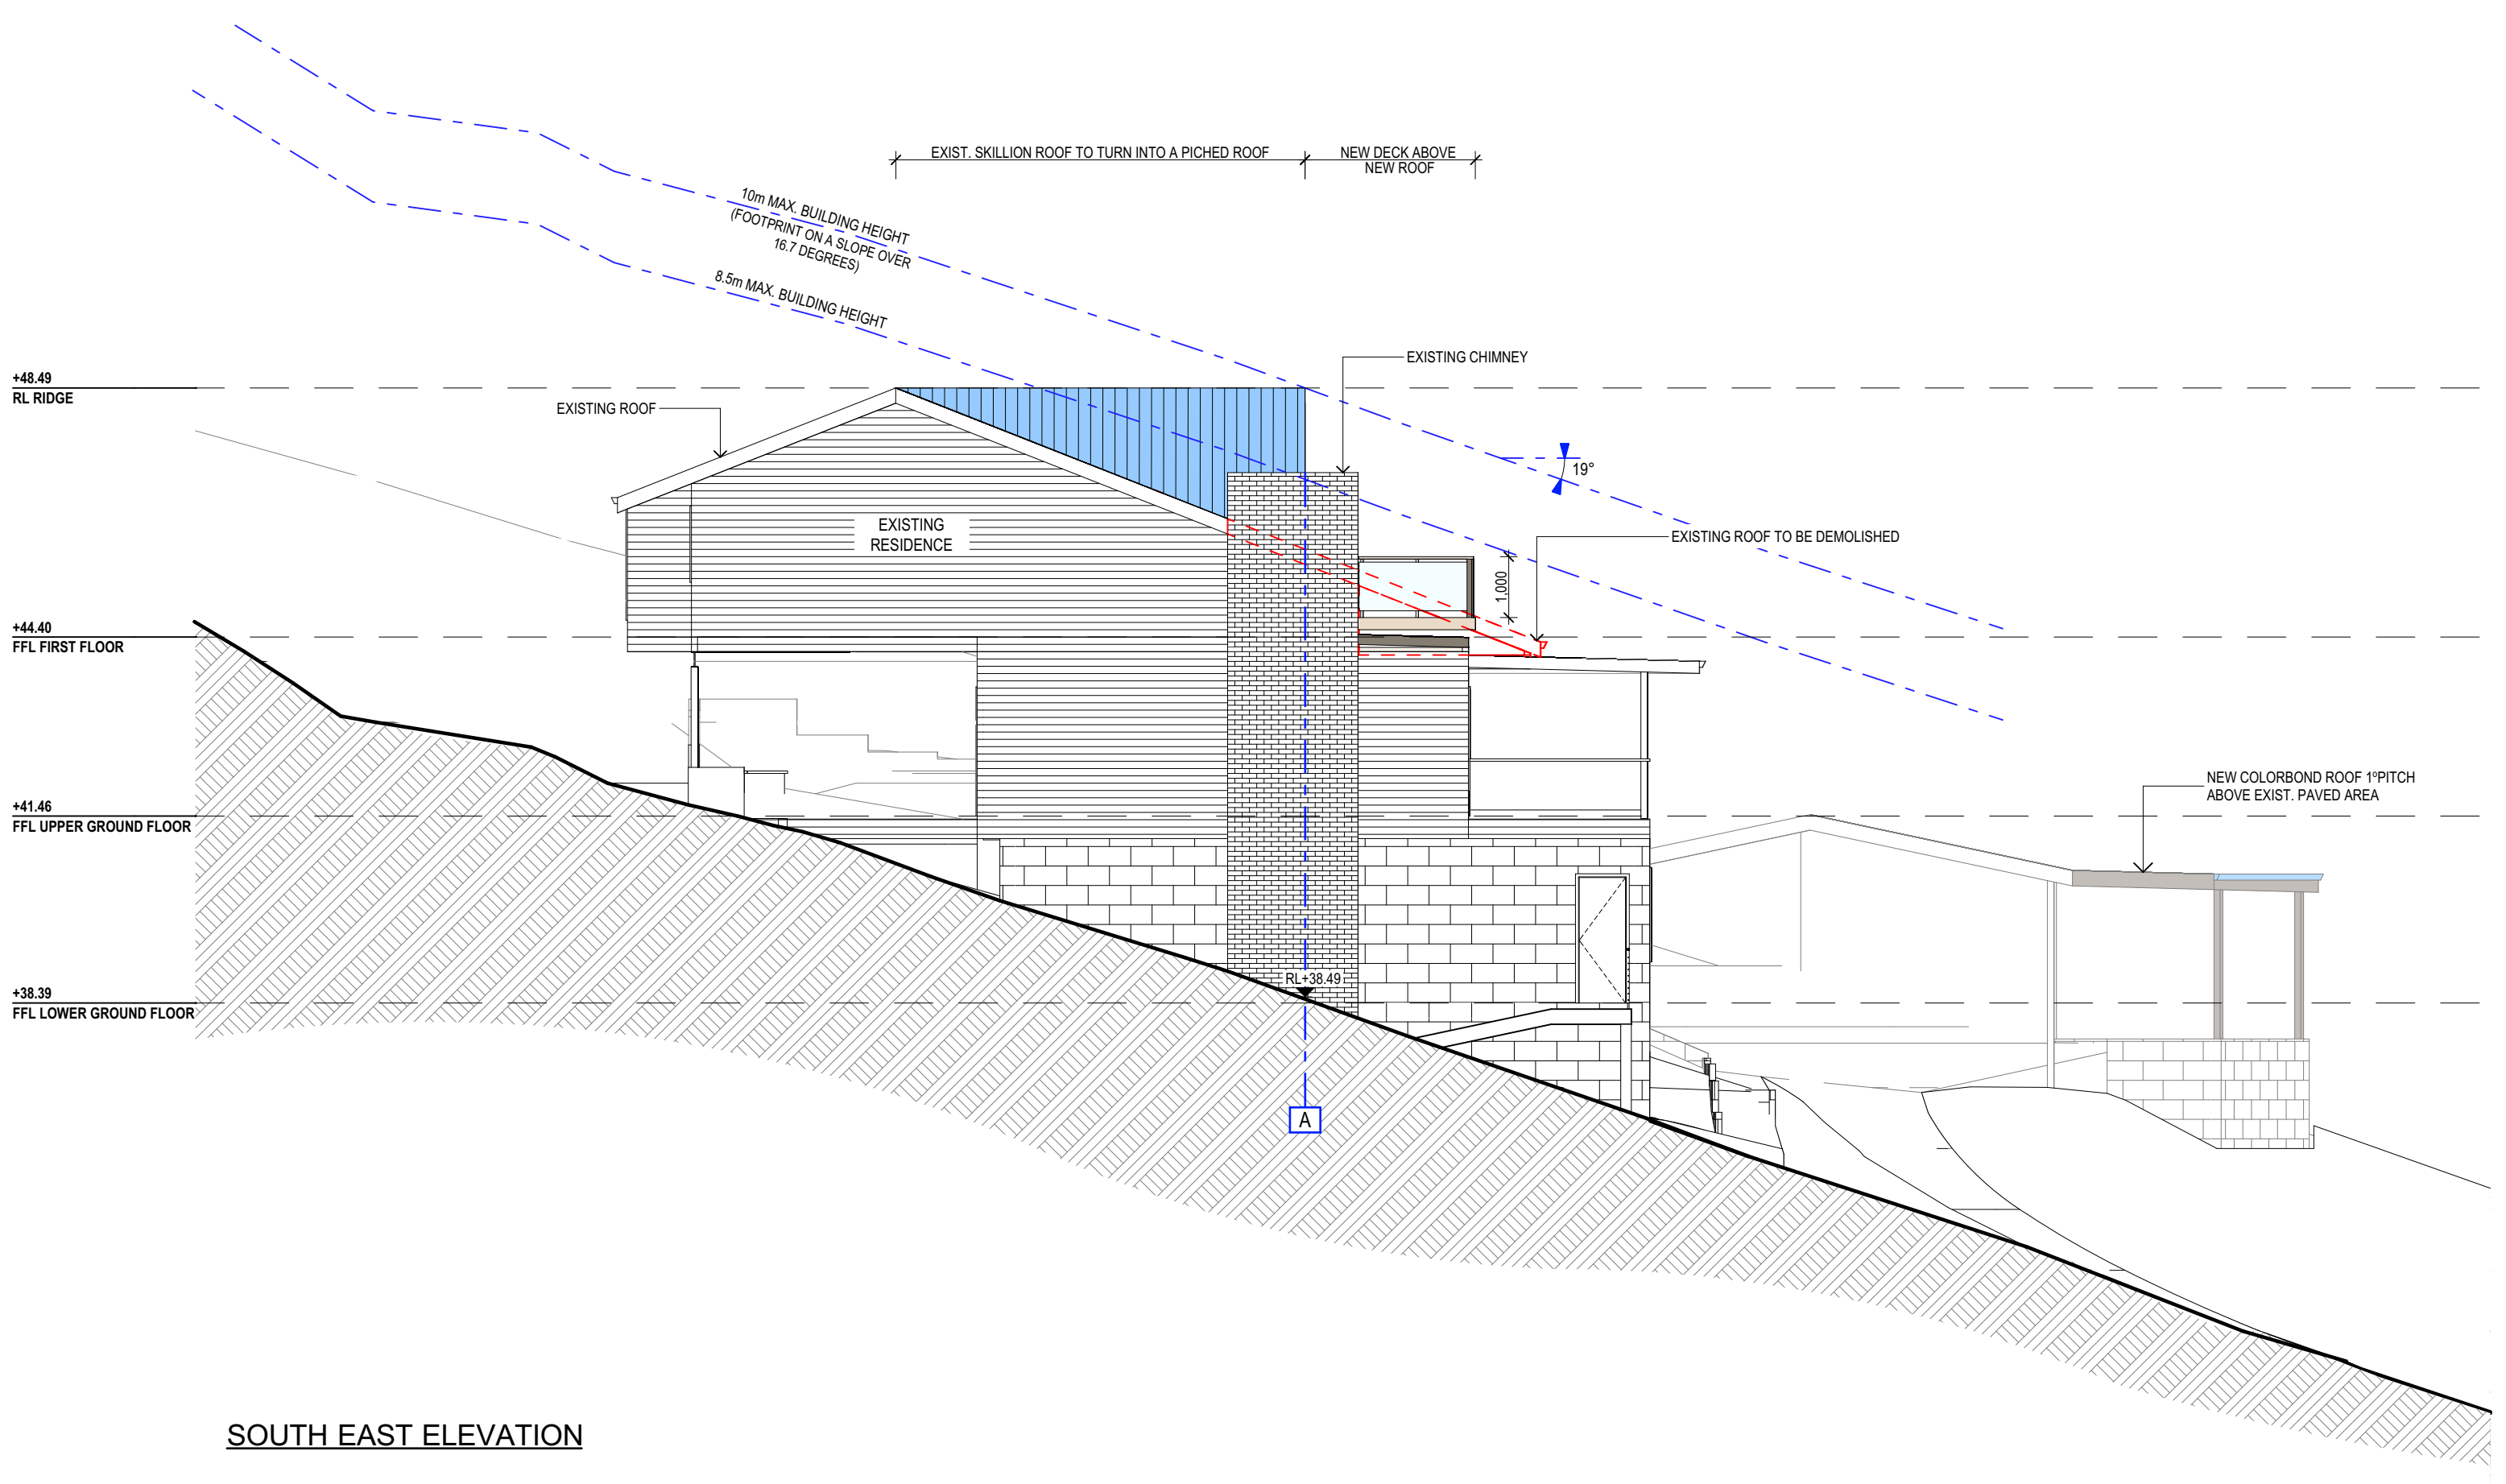 EXIST. SKILLION ROOF TO TURN INTO A PICHED ROOF
NEW DECK ABOVE
NEW ROOF
10m MAX. BUILDING HEIGHT
(FOOTPRINT ON A SLOPE OVER
16.7 DEGREES)
8.5m MAX. BUILDING HEIGHT
EXISTING CHIMNEY
+48.49
RL RIDGE
EXISTING ROOF
19°
EXISTING
RESIDENCE
EXISTING ROOF TO BE DEMOLISHED
1,000
+44.40
FFL FIRST FLOOR
NEW COLORBOND ROOF 1ºPITCH
ABOVE EXIST. PAVED AREA
+41.46
FFL UPPER GROUND FLOOR
RL+38.49
+38.39
FFL LOWER GROUND FLOOR
A
SOUTH EAST ELEVATION